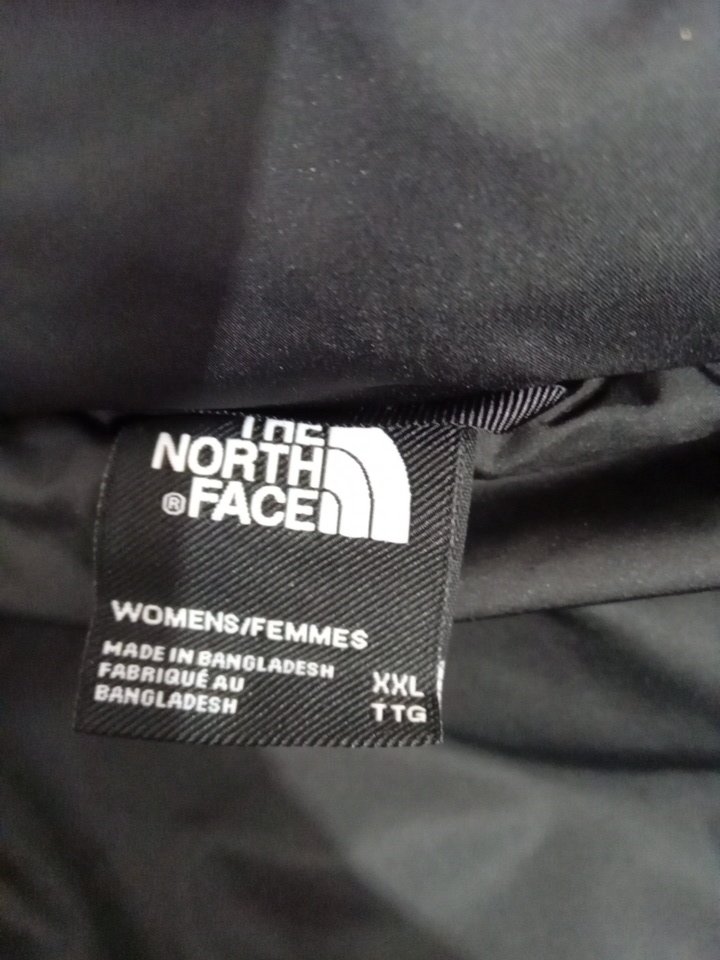 THE
NORTH
® FACE
WOMENS/FEMMES
MADE IN BANGLADESH
FABRIQUÉ AU
BANGLADESH
XXL
TTG